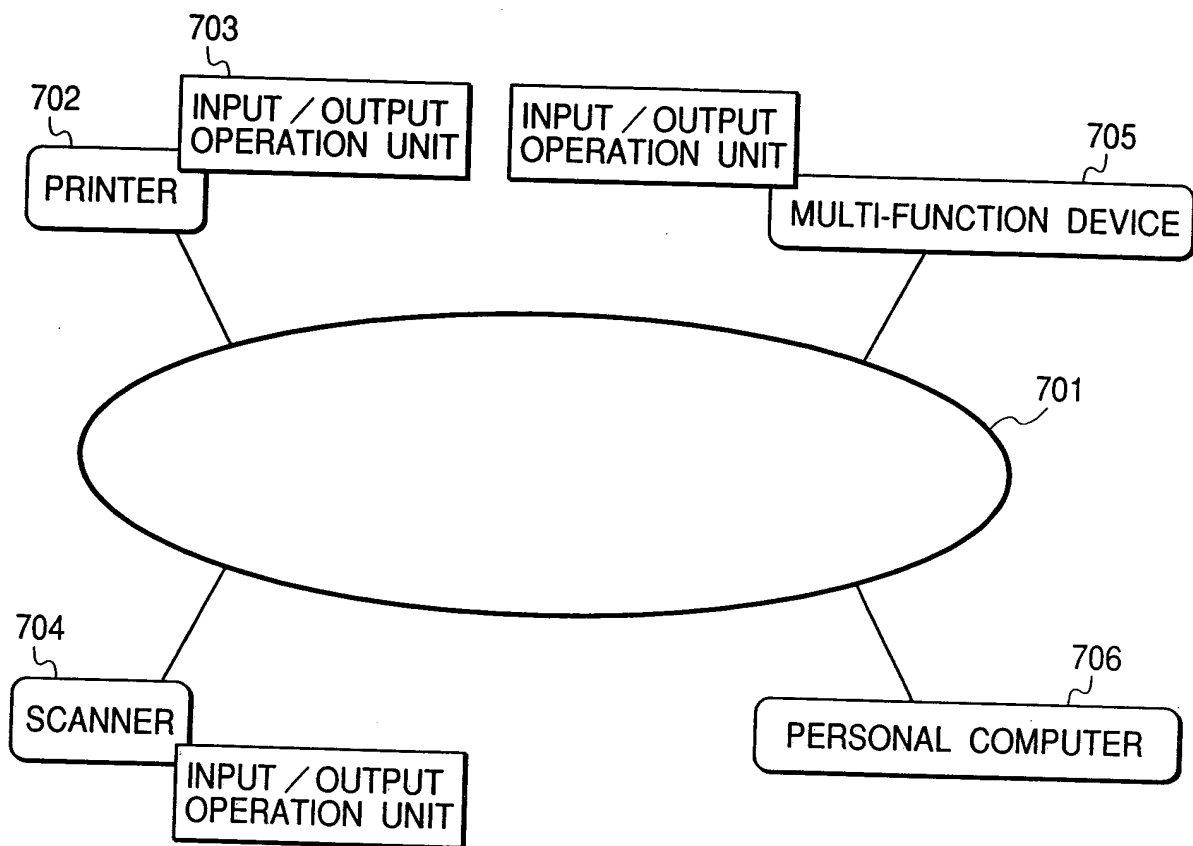 703
702
INPUT / OUTPUT
OPERATION UNIT
PRINTER
INPUT / OUTPUT
OPERATION UNIT
705
MULTI-FUNCTION DEVICE
701
704
SCANNER
INPUT / OUTPUT
OPERATION UNIT
706
PERSONAL COMPUTER